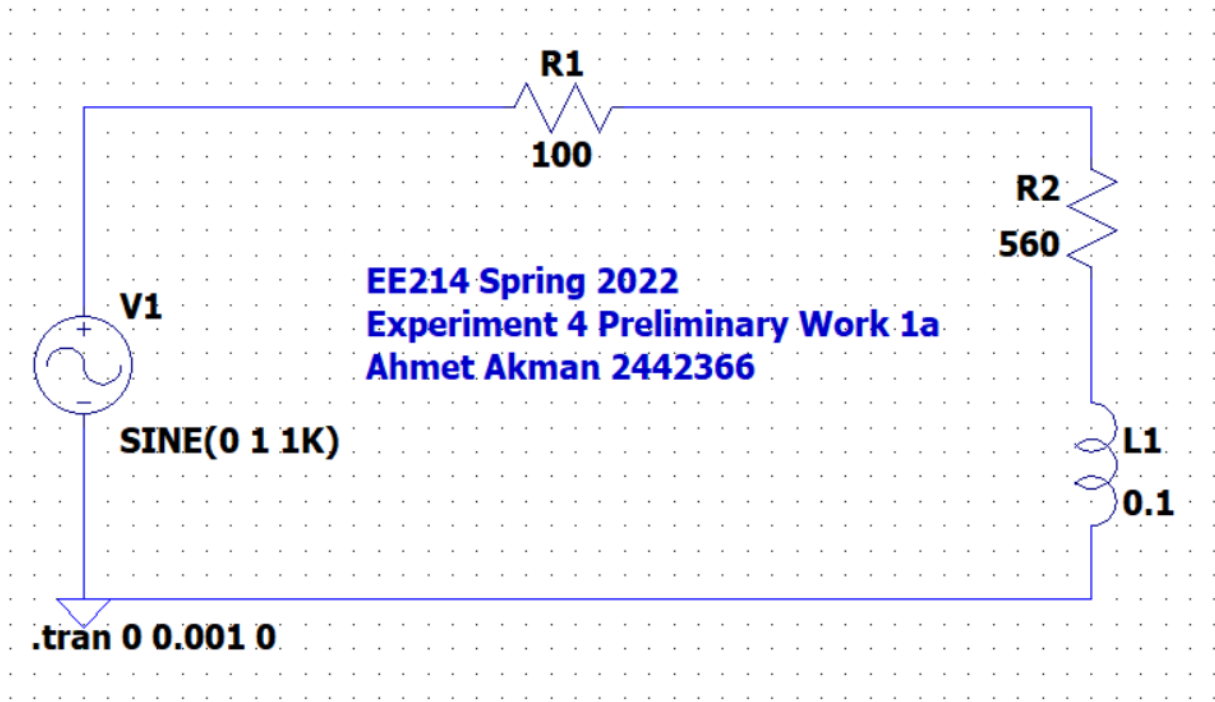 R1
100
R2
560
EE214 Spring 2022
Experiment 4 Preliminary Work 1a
Ahmet Akman 2442366
V1
SINE(0 1 1K)
L1
0.1
.tran 0 0.001 0